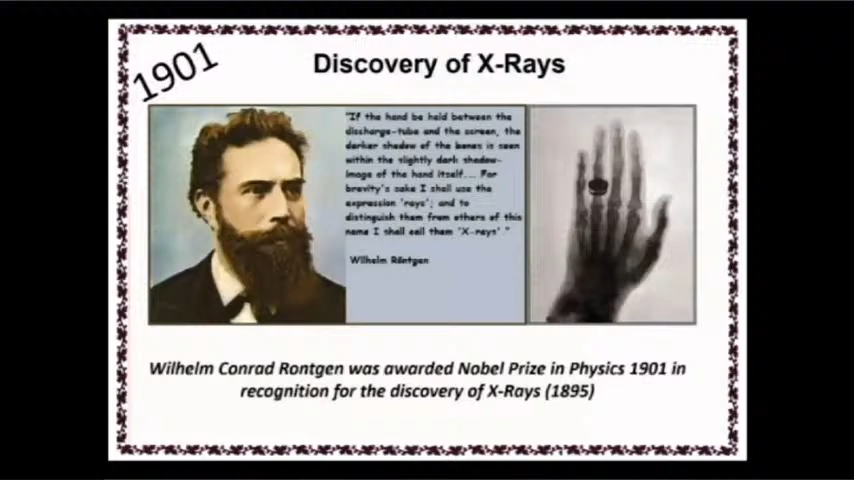 1901
Discovery of X-Rays
"If the hand be held between the
discharge-tube and the screen, the
darker shadow of the bones is seen
within the slightly dark shadow-
image of the hand itself... For
brevity's sake I shall use the
expression 'rays'; and to
distinguish them from others of this
name I shall call them 'X-rays'."
Wilhelm Röntgen
Wilhelm Conrad Rontgen was awarded Nobel Prize in Physics 1901 in
recognition for the discovery of X-Rays (1895)